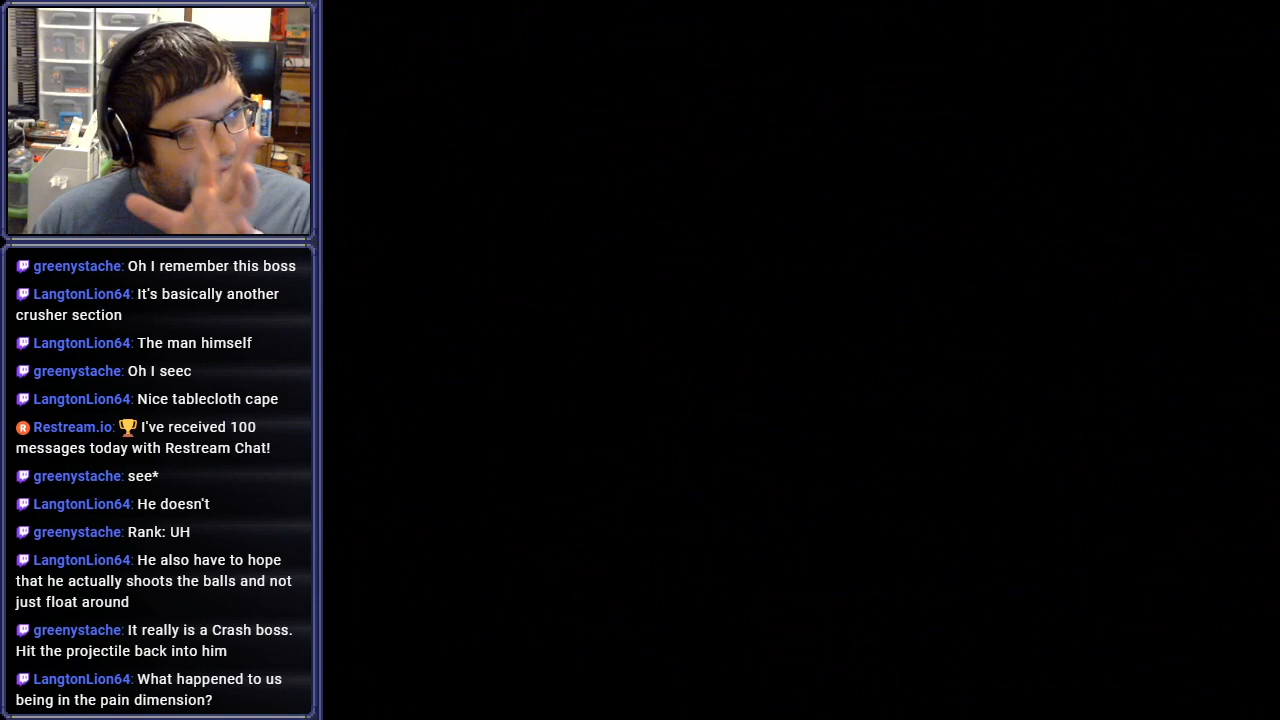 greenystache: Oh I remember this boss
LangtonLion64: It's basically another
crusher section
LangtonLion64: The man himself
greenystache: Oh I seec
LangtonLion64: Nice tablecloth cape
Restream.io: 🏆 I've received 100
messages today with Restream Chat!
greenystache: see*
LangtonLion64: He doesn't
greenystache: Rank: UH
LangtonLion64: He also have to hope
that he actually shoots the balls and not
just float around
greenystache: It really is a Crash boss.
Hit the projectile back into him
LangtonLion64: What happened to us
being in the pain dimension?